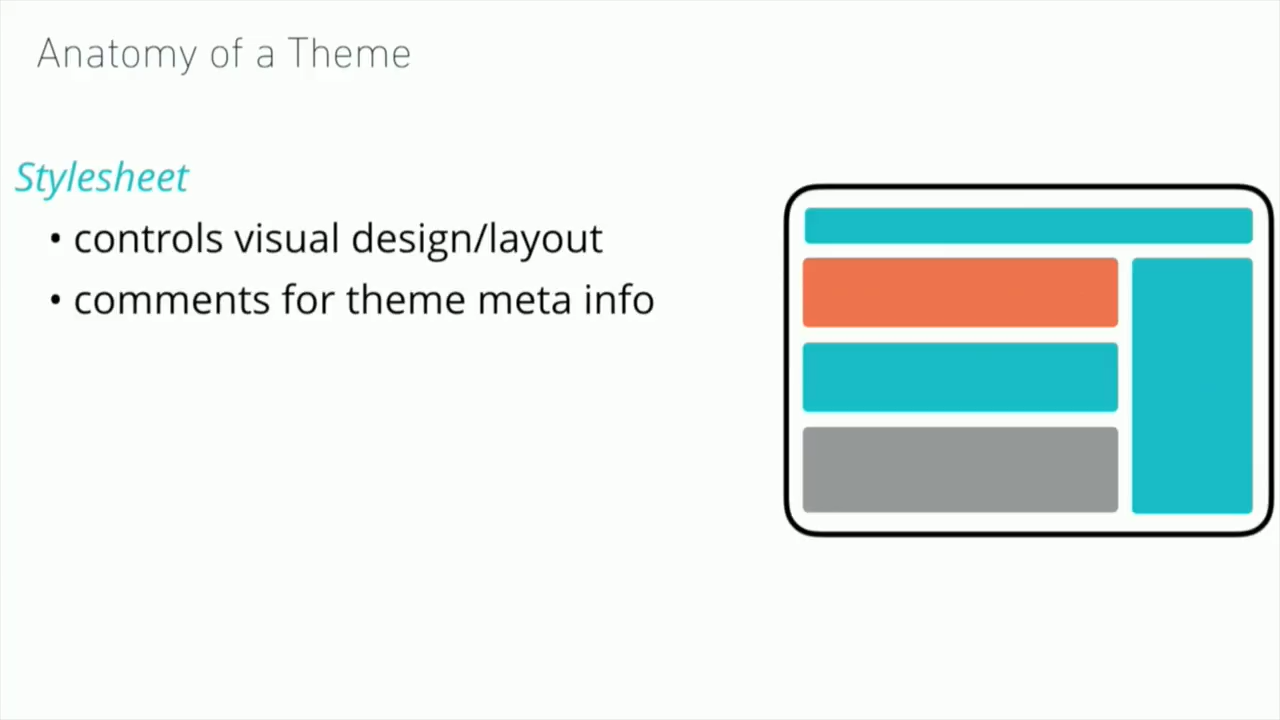 Anatomy of a Theme
Stylesheet
• controls visual design/layout
• comments for theme meta info